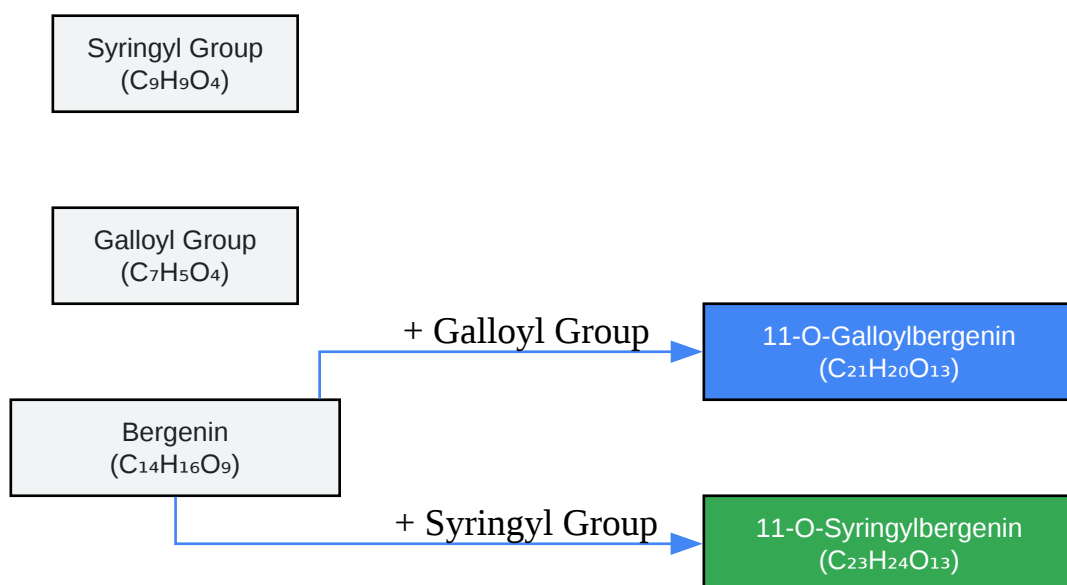 Syringyl Group
(C₉H₉O₄)
Galloyl Group
(C₇H₅O₄)
+ Galloyl Group
11-O-Galloylbergenin
(C₂₁H₂₀O₁₃)
Bergenin
(C₁₄H₁₆O₉)
+ Syringyl Group
11-O-Syringylbergenin
(C₂₃H₂₄O₁₃)